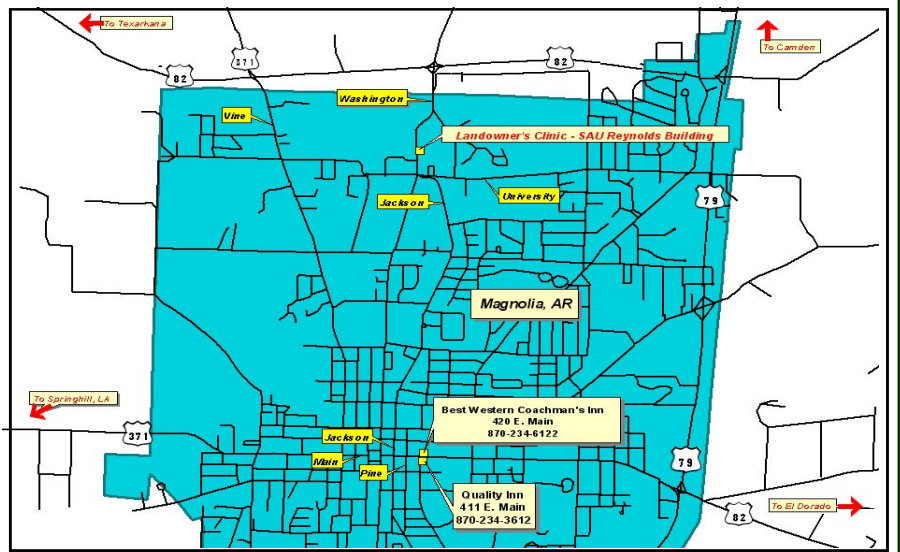 To Texarkana
To Camden
371
82
82
Washington
Vine
Landowner's Clinic - SAU Reynolds Building
University
Jackson
79
Magnolia, AR
To Springhill, LA
Best Western Coachman's Inn
420 E. Main
870-234-6122
371
Jackson
Main
Pine
79
Quality Inn
411 E. Main
870-234-3612
To El Dorado
82